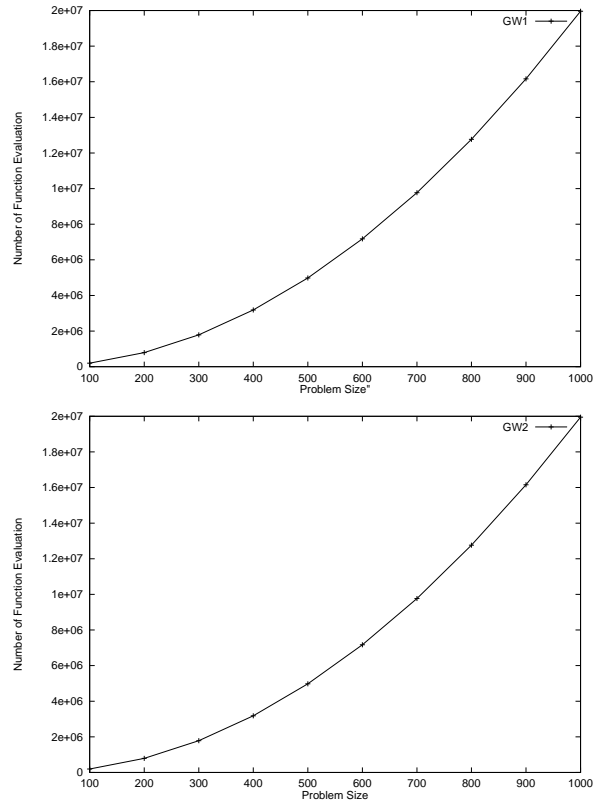 2e+07
GW1
1.8e+07
1.6e+07
1.4e+07
1.2e+07
1e+07
8e+06
6e+06
4e+06
2e+06
0
Number of Function Evaluation
100 200 300 400 500 600 700 800 900 1000
Problem Size"
2e+07
GW2
1.8e+07
1.6e+07
1.4e+07
1.2e+07
1e+07
8e+06
6e+06
4e+06
2e+06
0
Number of Function Evaluation
100 200 300 400 500 600 700 800 900 1000
Problem Size